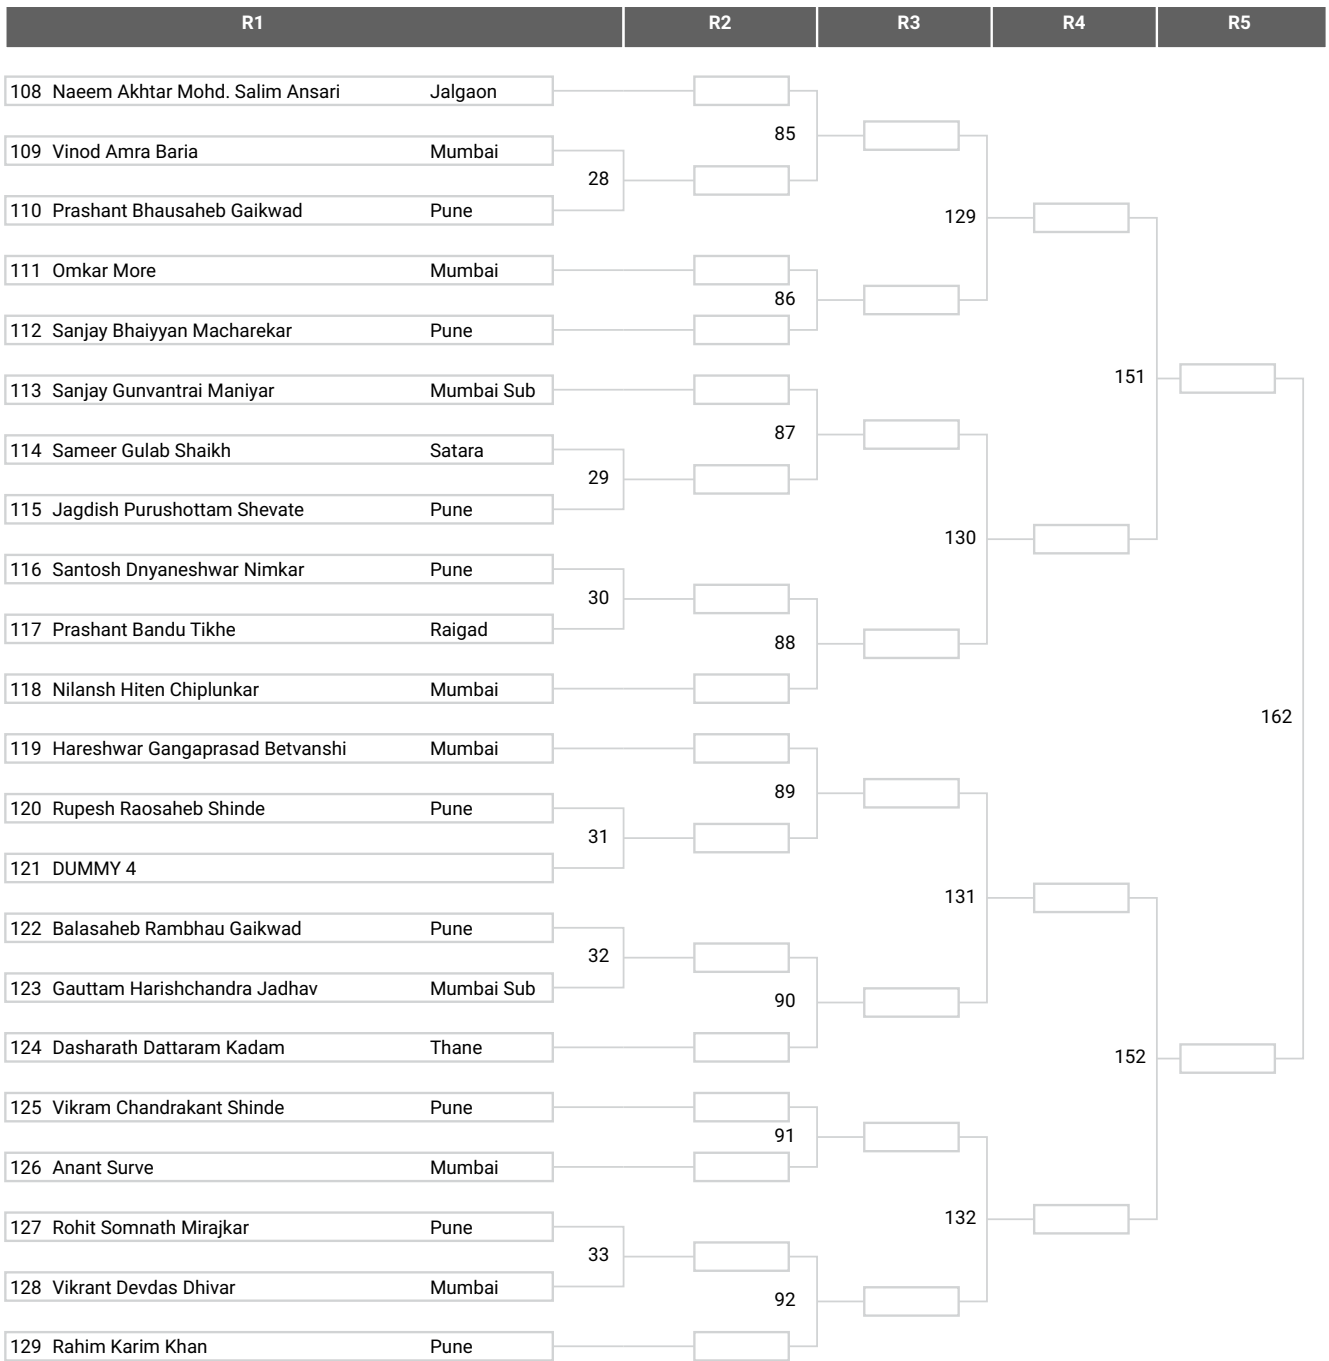 R1 R2 R3 R4 R5
108 Naeem Akhtar Mohd. Salim Ansari Jalgaon
85
109 Vinod Amra Baria Mumbai
28
110 Prashant Bhausaheb Gaikwad Pune
129
111 Omkar More Mumbai
86
112 Sanjay Bhaiyyan Macharekar Pune
151
113 Sanjay Gunvantrai Maniyar Mumbai Sub
87
114 Sameer Gulab Shaikh Satara
29
115 Jagdish Purushottam Shevate Pune
130
116 Santosh Dnyaneshwar Nimkar Pune
30
117 Prashant Bandu Tikhe Raigad
88
118 Nilansh Hiten Chiplunkar Mumbai
162
119 Hareshwar Gangaprasad Betvanshi Mumbai
89
120 Rupesh Raosaheb Shinde Pune
31
121 DUMMY 4
131
122 Balasaheb Rambhau Gaikwad Pune
32
123 Gauttam Harishchandra Jadhav Mumbai Sub
90
124 Dasharath Dattaram Kadam Thane
152
125 Vikram Chandrakant Shinde Pune
91
126 Anant Surve Mumbai
132
127 Rohit Somnath Mirajkar Pune
33
128 Vikrant Devdas Dhivar Mumbai
92
129 Rahim Karim Khan Pune